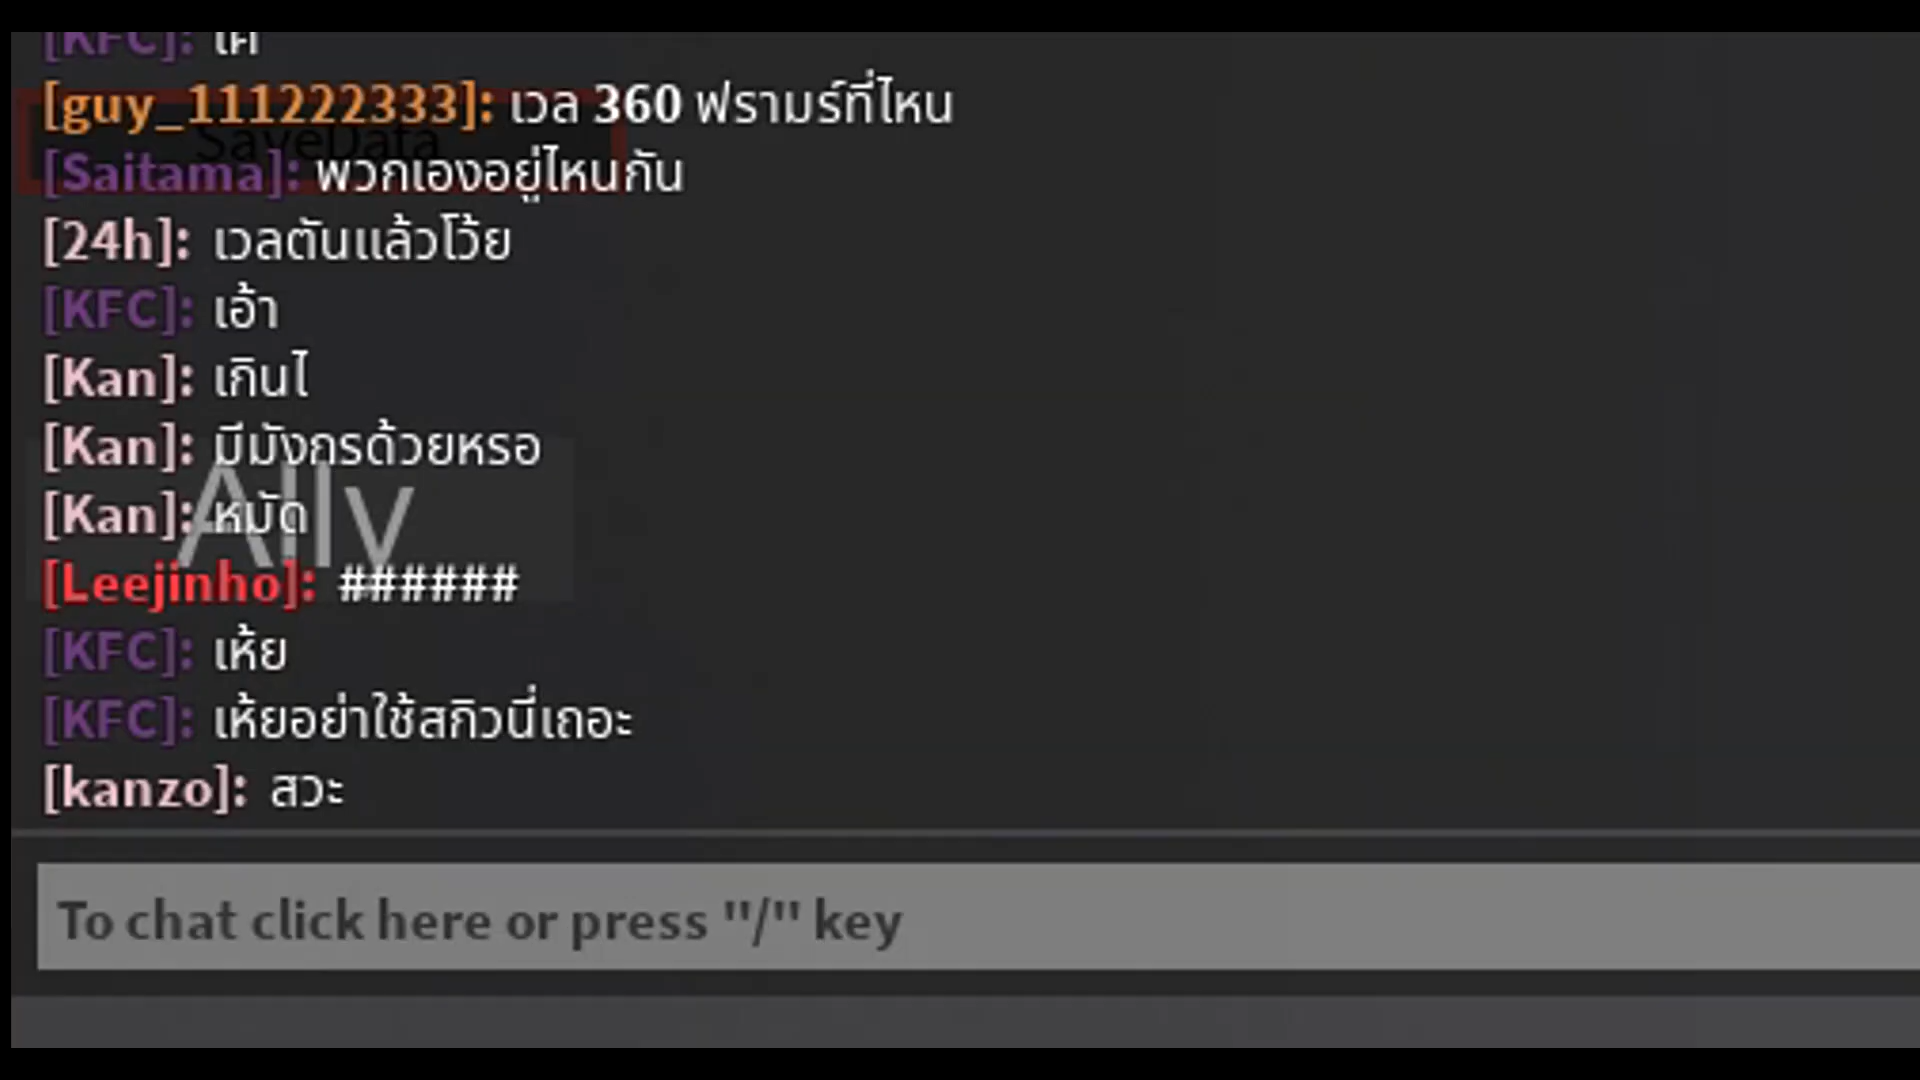 [KFC]: เค
[guy_111222333]: เวล 360 ฟรามร์ที่ไหน
SaveData
[Saitama]: พวกเองอยู่ไหนกัน
[24h]: เวลตันแล้วโว้ย
[KFC]: เอ้า
[Kan]: เกินไ
[Kan]: มีมังกรด้วยหรอ
Ally
[Kan]: หมัด
[Leejinho]: ######
[KFC]: เห้ย
[KFC]: เห้ยอย่าใช้สกิวนี่เถอะ
[kanzo]: สวะ
To chat click here or press "/" key